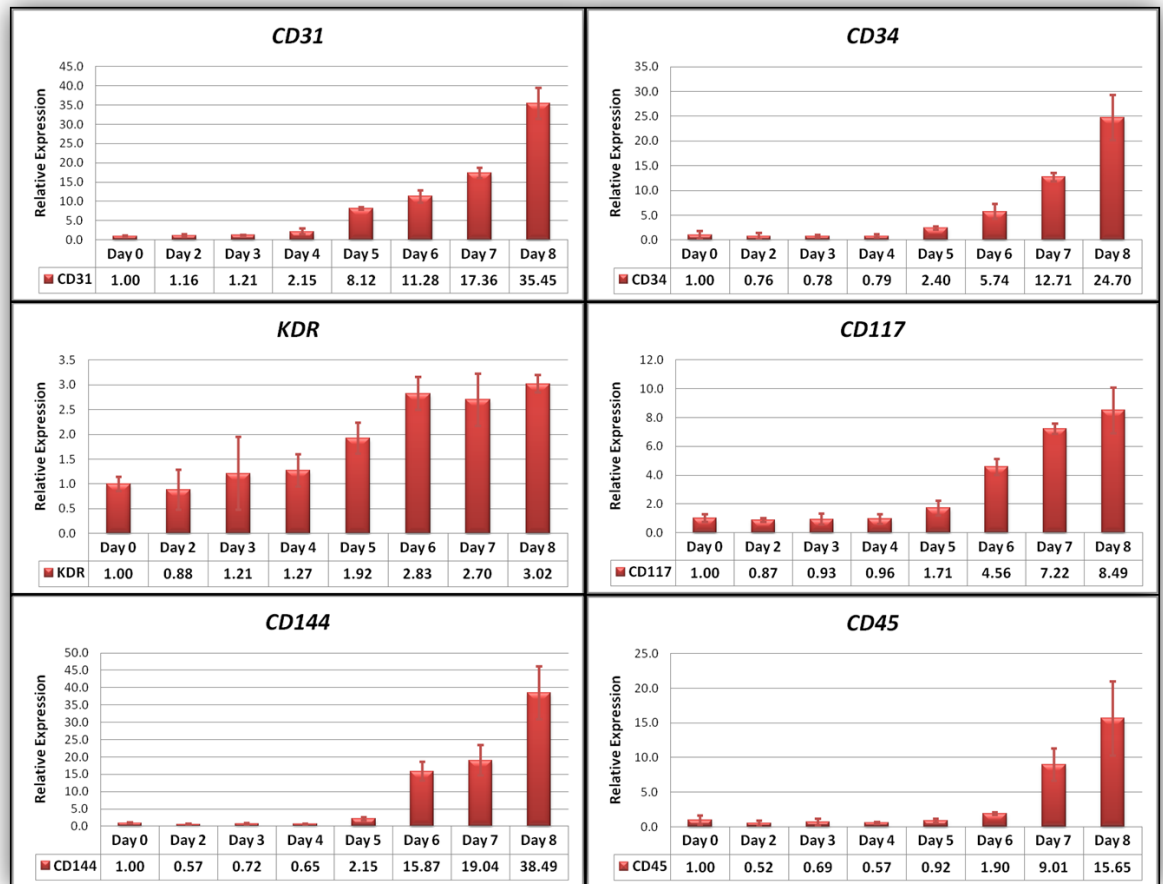 CD31
Relative Expression
45.0
40.0
35.0
30.0
25.0
20.0
15.0
10.0
5.0
0.0
Day 0 Day 2 Day 3 Day 4 Day 5 Day 6 Day 7 Day 8
CD31 1.00 1.16 1.21 2.15 8.12 11.28 17.36 35.45
CD34
Relative Expression
35.0
30.0
25.0
20.0
15.0
10.0
5.0
0.0
Day 0 Day 2 Day 3 Day 4 Day 5 Day 6 Day 7 Day 8
CD34 1.00 0.76 0.78 0.79 2.40 5.74 12.71 24.70
KDR
Relative Expression
3.5
3.0
2.5
2.0
1.5
1.0
0.5
0.0
Day 0 Day 2 Day 3 Day 4 Day 5 Day 6 Day 7 Day 8
KDR 1.00 0.88 1.21 1.27 1.92 2.83 2.70 3.02
CD117
Relative Expression
12.0
10.0
8.0
6.0
4.0
2.0
0.0
Day 0 Day 2 Day 3 Day 4 Day 5 Day 6 Day 7 Day 8
CD117 1.00 0.87 0.93 0.96 1.71 4.56 7.22 8.49
CD144
Relative Expression
50.0
45.0
40.0
35.0
30.0
25.0
20.0
15.0
10.0
5.0
0.0
Day 0 Day 2 Day 3 Day 4 Day 5 Day 6 Day 7 Day 8
CD144 1.00 0.57 0.72 0.65 2.15 15.87 19.04 38.49
CD45
Relative Expression
25.0
20.0
15.0
10.0
5.0
0.0
Day 0 Day 2 Day 3 Day 4 Day 5 Day 6 Day 7 Day 8
CD45 1.00 0.52 0.69 0.57 0.92 1.90 9.01 15.65